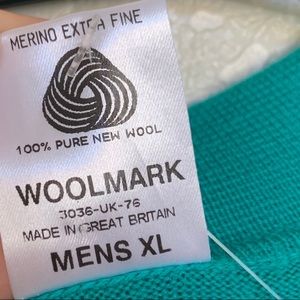 MERINO EXTRA FINE
100% PURE NEW WOOL
WOOLMARK
3036-UK-76
MADE IN GREAT BRITAIN
MENS XL